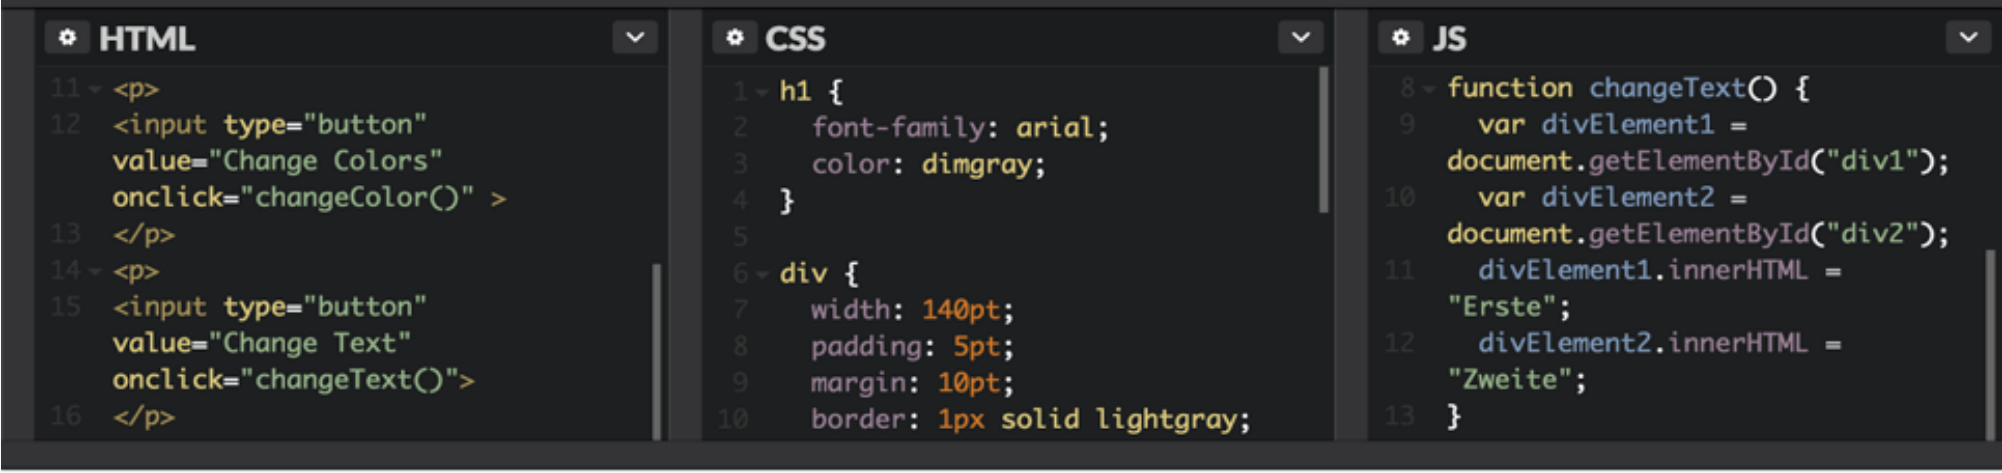 HTML
11 <p>
12 <input type="button"
value="Change Colors"
onclick="changeColor()" >
13 </p>
14 <p>
15 <input type="button"
value="Change Text"
onclick="changeText()">
16 </p>
CSS
1 h1 {
2 font-family: arial;
3 color: dimgray;
4 }
5
6 div {
7 width: 140pt;
8 padding: 5pt;
9 margin: 10pt;
10 border: 1px solid lightgray;
JS
8 function changeText() {
9 var divElement1 =
document.getElementById("div1");
10 var divElement2 =
document.getElementById("div2");
11 divElement1.innerHTML =
"Erste";
12 divElement2.innerHTML =
"Zweite";
13 }